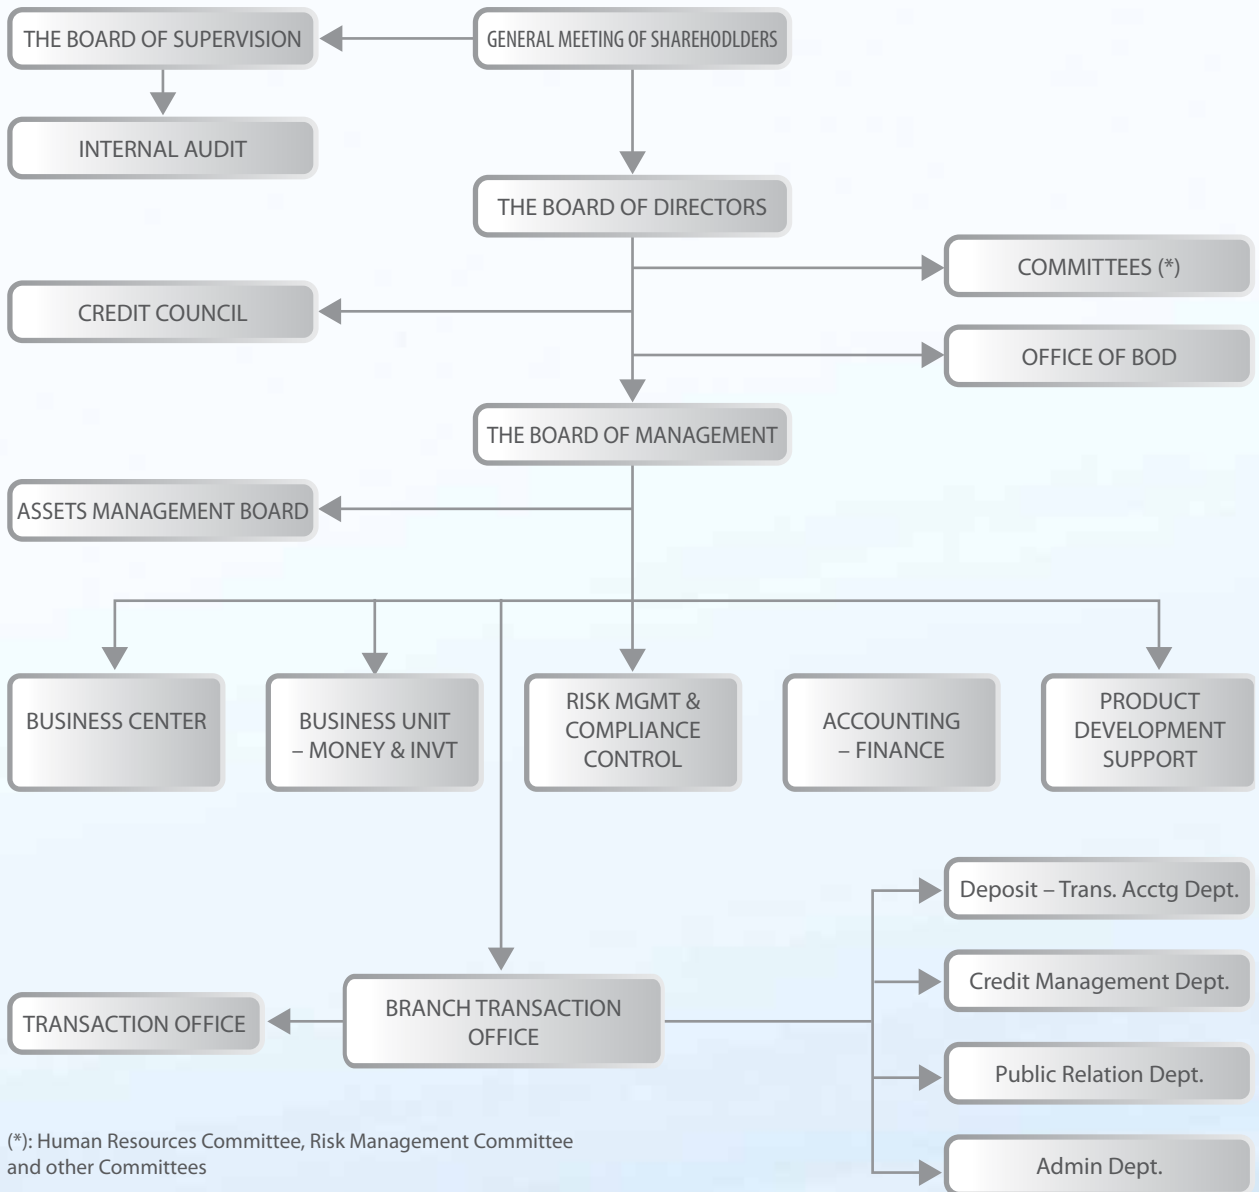 THE BOARD OF SUPERVISION
GENERAL MEETING OF SHAREHODLDERS
INTERNAL AUDIT
THE BOARD OF DIRECTORS
COMMITTEES (*)
CREDIT COUNCIL
OFFICE OF BOD
THE BOARD OF MANAGEMENT
ASSETS MANAGEMENT BOARD
BUSINESS CENTER
BUSINESS UNIT
– MONEY & INVT
RISK MGMT &
COMPLIANCE
CONTROL
ACCOUNTING
– FINANCE
PRODUCT
DEVELOPMENT
SUPPORT
Deposit – Trans. Acctg Dept.
Credit Management Dept.
TRANSACTION OFFICE
BRANCH TRANSACTION
OFFICE
Public Relation Dept.
Admin Dept.
(*): Human Resources Committee, Risk Management Committee
and other Committees